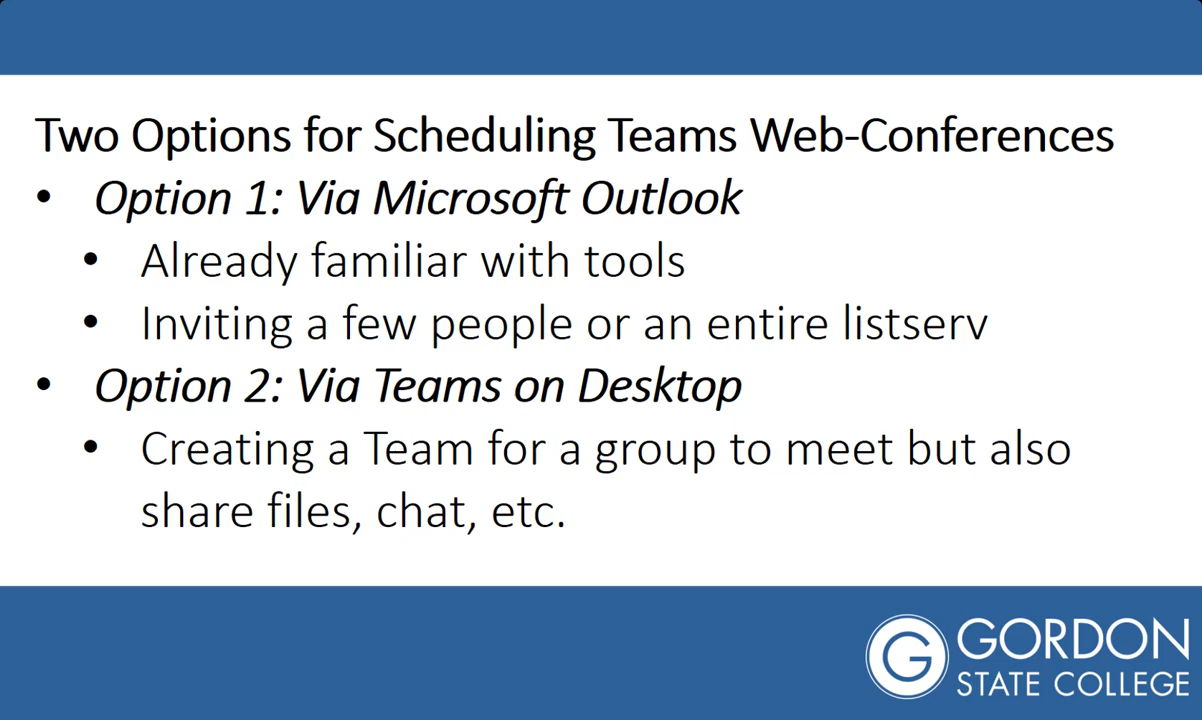 Two Options for Scheduling Teams Web-Conferences
• Option 1: Via Microsoft Outlook
• Already familiar with tools
• Inviting a few people or an entire listserv
• Option 2: Via Teams on Desktop
• Creating a Team for a group to meet but also
share files, chat, etc.
G GORDON
STATE COLLEGE